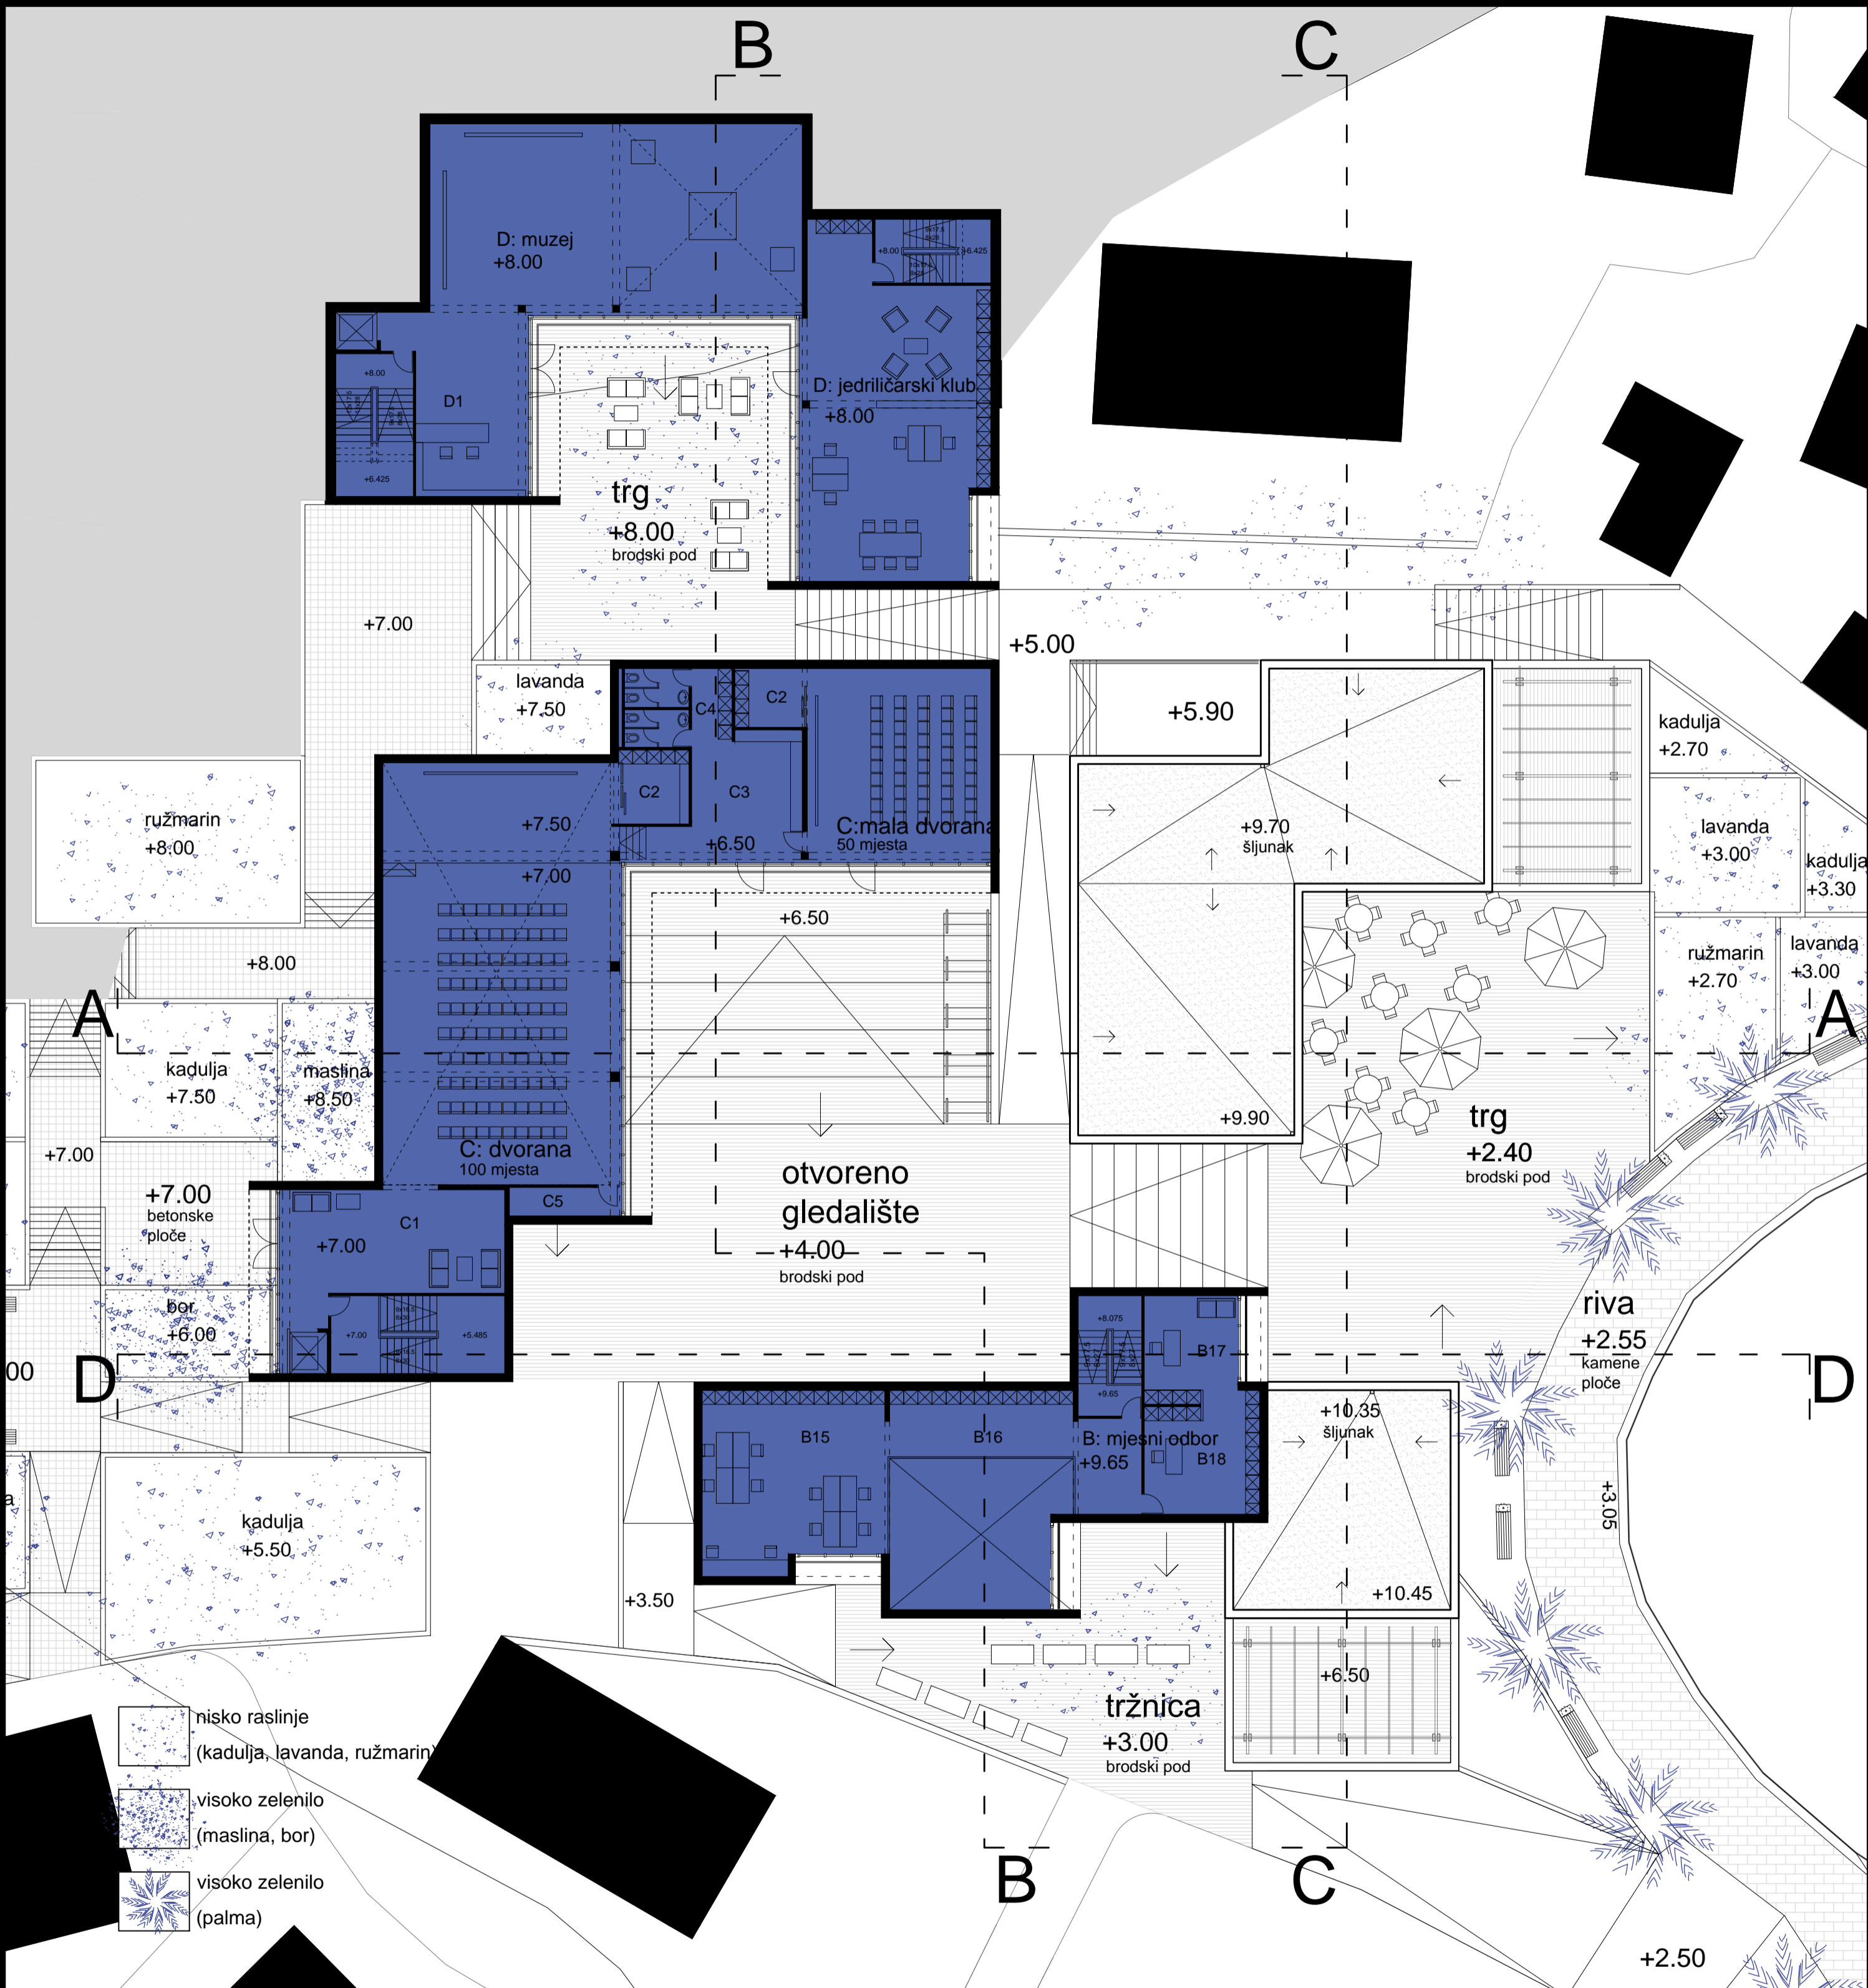 B
C
D: muzej
+8.00
+8.00
+6.425
D: jedriličarski klub
+8.00
+8.00
D1
+6.425
trg
+8.00
brodski pod
+7.00
+5.00
lavanda
+7.50
C4
C2
+5.90
kadulja
+2.70
ružmarin
+8.00
+7.50
C2
C3
+6.50
C:mala dvorana
50 mjesta
+9.70
šljunak
lavanda
+3.00
kadulja
+3.30
+7.00
+6.50
+8.00
ružmarin
+2.70
lavanda
+3.00
A
A
kadulja
+7.50
maslina
+8.50
+9.90
trg
+2.40
brodski pod
+7.00
C: dvorana
100 mjesta
otvoreno
gledalište
+4.00
brodski pod
+7.00
betonske
ploče
C5
C1
+7.00
bor
+6.00
+7.00
+5.485
+8.075
B17
+9.65
riva
+2.55
kamene
ploče
00
D
D
+10.35
šljunak
B15
B16
B: mjesni odbor
+9.65
B18
+3.05
a
kadulja
+5.50
+3.50
+10.45
+6.50
tržnica
+3.00
brodski pod
nisko raslinje
(kadulja, lavanda, ružmarin)
visoko zelenilo
(maslina, bor)
visoko zelenilo
(palma)
B
C
+2.50